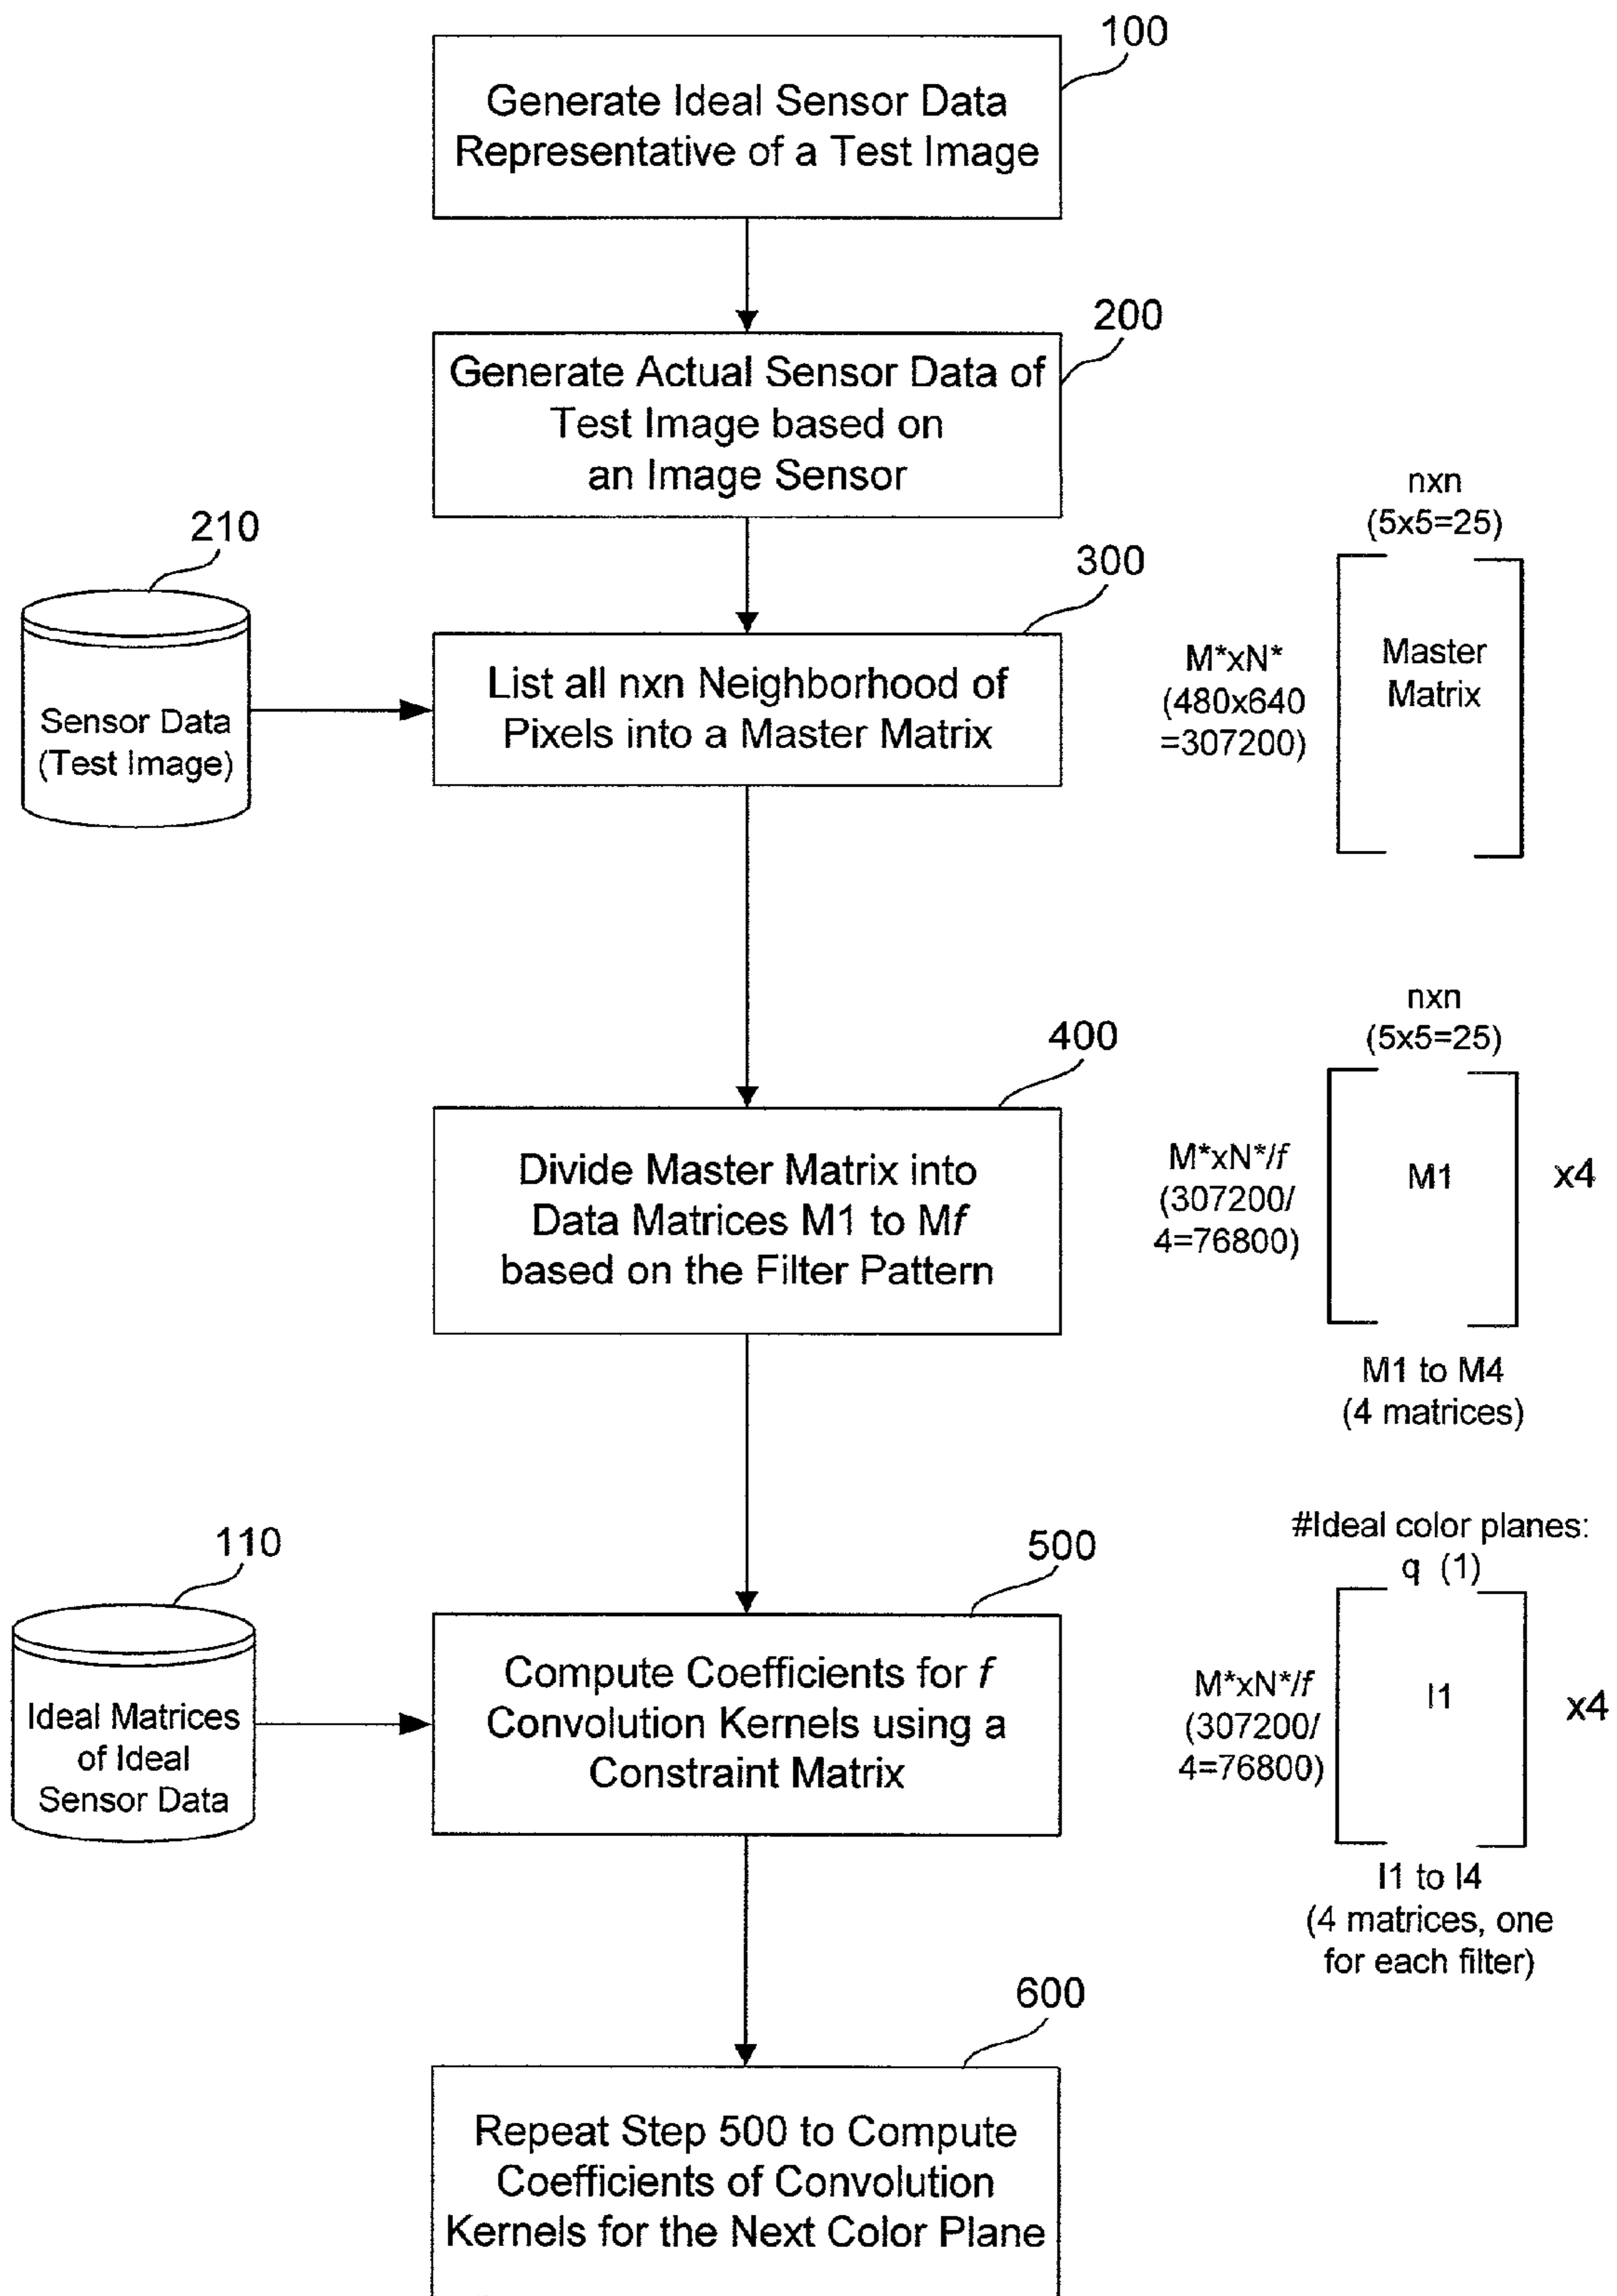 100
Generate Ideal Sensor Data
Representative of a Test Image
200
Generate Actual Sensor Data of
Test Image based on
an Image Sensor
210
Sensor Data
(Test Image)
300
List all nxn Neighborhood of
Pixels into a Master Matrix
nxn
(5x5=25)
M*xN*
(480x640
=307200)
Master
Matrix
400
Divide Master Matrix into
Data Matrices M1 to Mf
based on the Filter Pattern
nxn
(5x5=25)
M*xN*/f
(307200/
4=76800)
M1
x4
M1 to M4
(4 matrices)
110
Ideal Matrices
of Ideal
Sensor Data
500
Compute Coefficients for f
Convolution Kernels using a
Constraint Matrix
#Ideal color planes:
q (1)
M*xN*/f
(307200/
4=76800)
I1
x4
I1 to I4
(4 matrices, one
for each filter)
600
Repeat Step 500 to Compute
Coefficients of Convolution
Kernels for the Next Color Plane